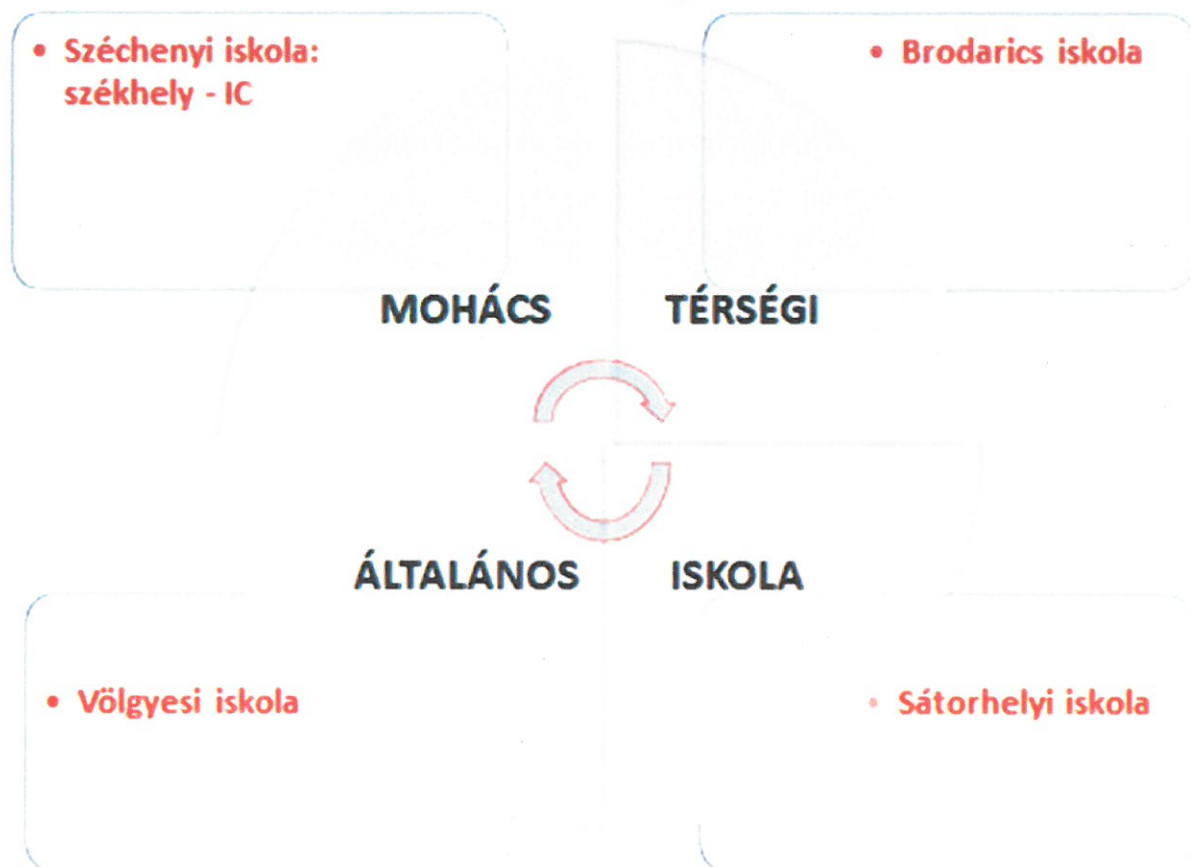 • Széchenyi iskola:
székhely - IC
• Brodarics iskola
MOHÁCS TÉRSÉGI
ÁLTALÁNOS ISKOLA
• Völgyesi iskola
• Sátorhelyi iskola